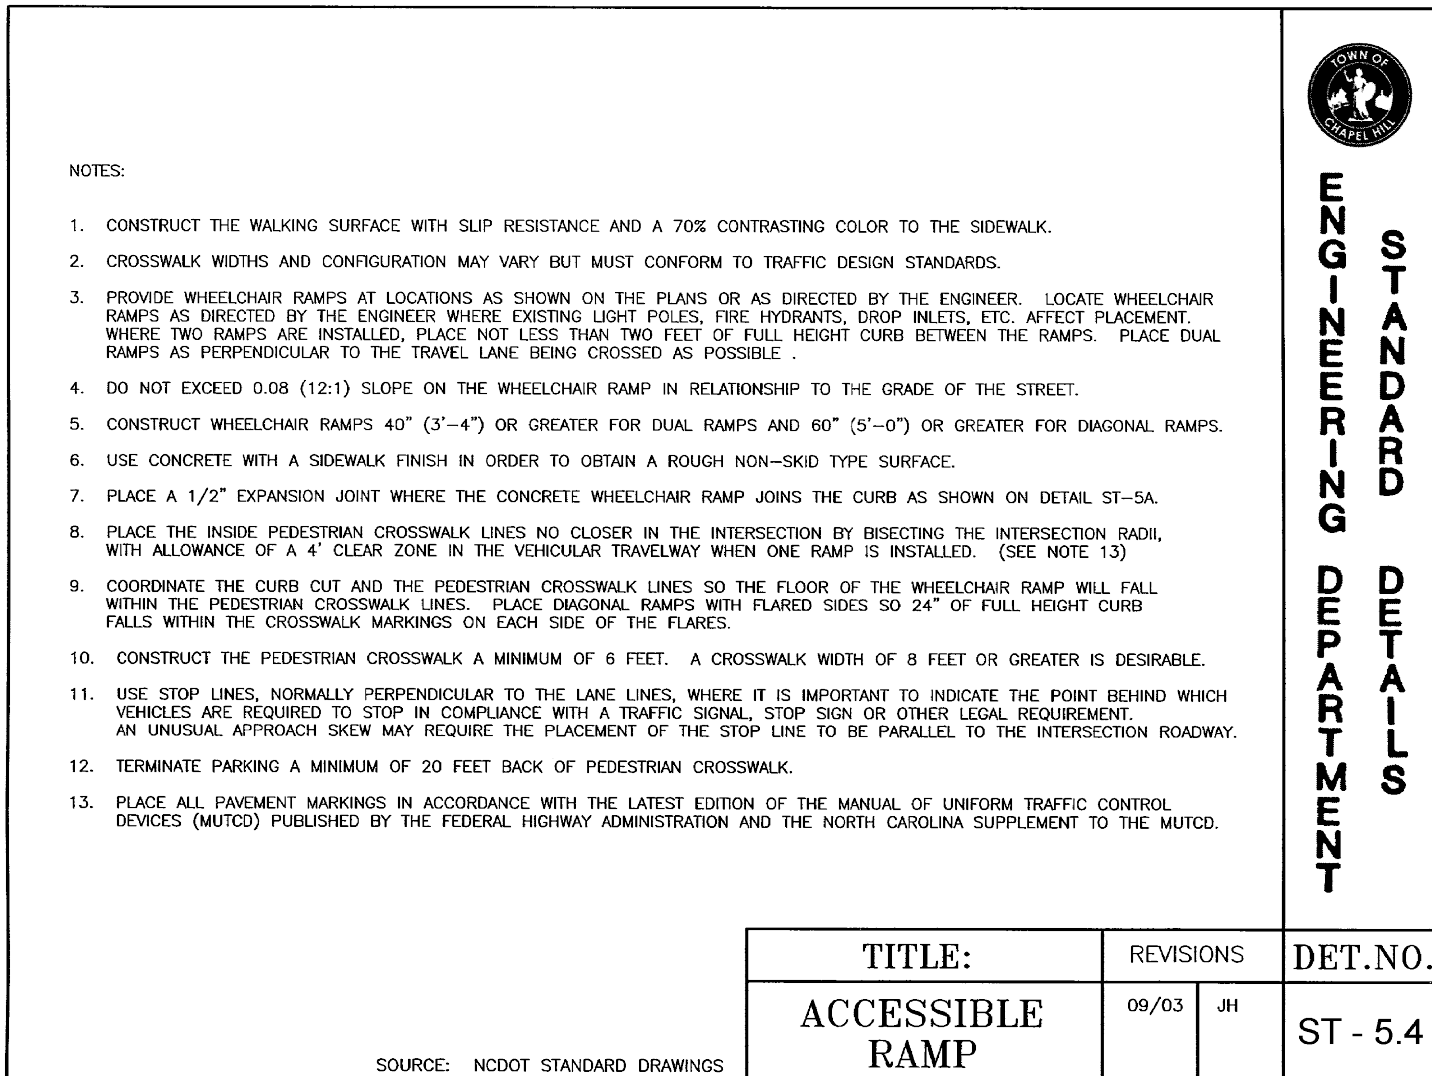 NOTES:
1. CONSTRUCT THE WALKING SURFACE WITH SLIP RESISTANCE AND A 70% CONTRASTING COLOR TO THE SIDEWALK.
2. CROSSWALK WIDTHS AND CONFIGURATION MAY VARY BUT MUST CONFORM TO TRAFFIC DESIGN STANDARDS.
3. PROVIDE WHEELCHAIR RAMPS AT LOCATIONS AS SHOWN ON THE PLANS OR AS DIRECTED BY THE ENGINEER. LOCATE WHEELCHAIR
RAMPS AS DIRECTED BY THE ENGINEER WHERE EXISTING LIGHT POLES, FIRE HYDRANTS, DROP INLETS, ETC. AFFECT PLACEMENT.
WHERE TWO RAMPS ARE INSTALLED, PLACE NOT LESS THAN TWO FEET OF FULL HEIGHT CURB BETWEEN THE RAMPS. PLACE DUAL
RAMPS AS PERPENDICULAR TO THE TRAVEL LANE BEING CROSSED AS POSSIBLE .
4. DO NOT EXCEED 0.08 (12:1) SLOPE ON THE WHEELCHAIR RAMP IN RELATIONSHIP TO THE GRADE OF THE STREET.
5. CONSTRUCT WHEELCHAIR RAMPS 40" (3'-4") OR GREATER FOR DUAL RAMPS AND 60" (5'-0") OR GREATER FOR DIAGONAL RAMPS.
6. USE CONCRETE WITH A SIDEWALK FINISH IN ORDER TO OBTAIN A ROUGH NON-SKID TYPE SURFACE.
7. PLACE A 1/2" EXPANSION JOINT WHERE THE CONCRETE WHEELCHAIR RAMP JOINS THE CURB AS SHOWN ON DETAIL ST-5A.
8. PLACE THE INSIDE PEDESTRIAN CROSSWALK LINES NO CLOSER IN THE INTERSECTION BY BISECTING THE INTERSECTION RADII,
WITH ALLOWANCE OF A 4' CLEAR ZONE IN THE VEHICULAR TRAVELWAY WHEN ONE RAMP IS INSTALLED. (SEE NOTE 13)
9. COORDINATE THE CURB CUT AND THE PEDESTRIAN CROSSWALK LINES SO THE FLOOR OF THE WHEELCHAIR RAMP WILL FALL
WITHIN THE PEDESTRIAN CROSSWALK LINES. PLACE DIAGONAL RAMPS WITH FLARED SIDES SO 24" OF FULL HEIGHT CURB
FALLS WITHIN THE CROSSWALK MARKINGS ON EACH SIDE OF THE FLARES.
10. CONSTRUCT THE PEDESTRIAN CROSSWALK A MINIMUM OF 6 FEET. A CROSSWALK WIDTH OF 8 FEET OR GREATER IS DESIRABLE.
11. USE STOP LINES, NORMALLY PERPENDICULAR TO THE LANE LINES, WHERE IT IS IMPORTANT TO INDICATE THE POINT BEHIND WHICH
VEHICLES ARE REQUIRED TO STOP IN COMPLIANCE WITH A TRAFFIC SIGNAL, STOP SIGN OR OTHER LEGAL REQUIREMENT.
AN UNUSUAL APPROACH SKEW MAY REQUIRE THE PLACEMENT OF THE STOP LINE TO BE PARALLEL TO THE INTERSECTION ROADWAY.
12. TERMINATE PARKING A MINIMUM OF 20 FEET BACK OF PEDESTRIAN CROSSWALK.
13. PLACE ALL PAVEMENT MARKINGS IN ACCORDANCE WITH THE LATEST EDITION OF THE MANUAL OF UNIFORM TRAFFIC CONTROL
DEVICES (MUTCD) PUBLISHED BY THE FEDERAL HIGHWAY ADMINISTRATION AND THE NORTH CAROLINA SUPPLEMENT TO THE MUTCD.
SOURCE: NCDOT STANDARD DRAWINGS
TOWN OF
CHAPEL HILL
ENGINEERING DEPARTMENT
STANDARD DETAILS
TITLE:
ACCESSIBLE
RAMP
REVISIONS
09/03 JH
DET.NO.
ST - 5.4